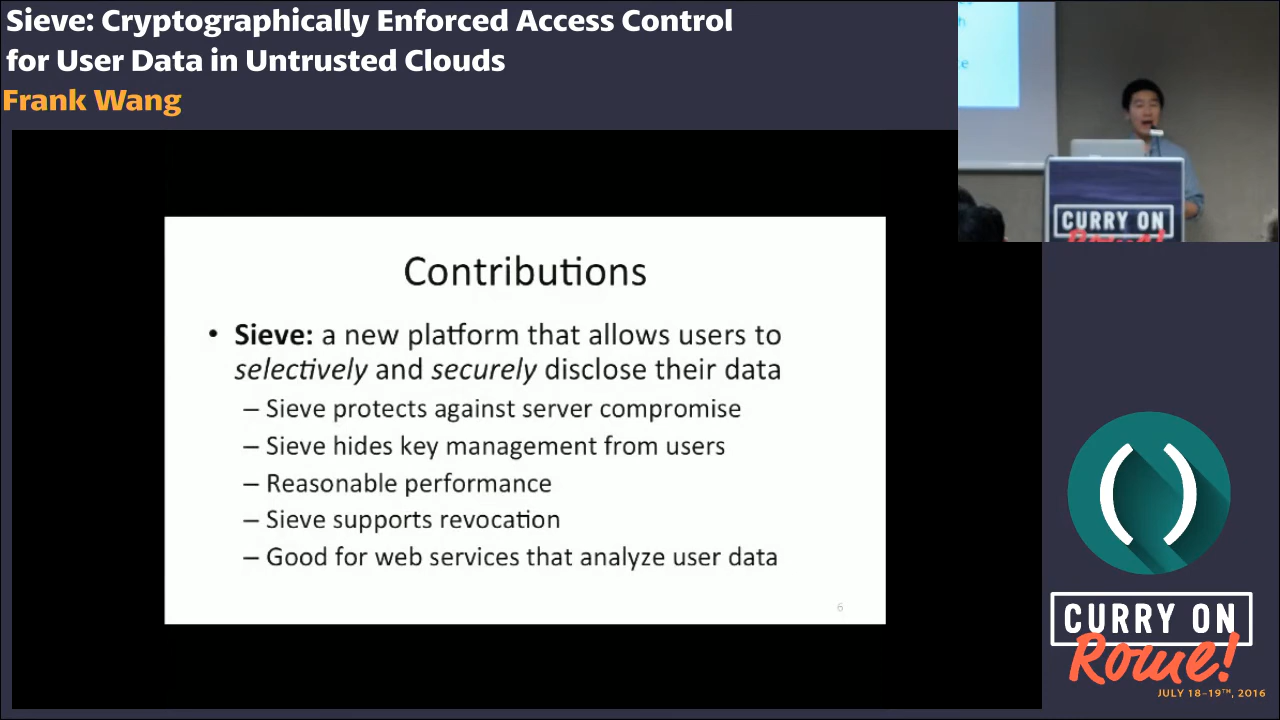 Sieve: Cryptographically Enforced Access Control
for User Data in Untrusted Clouds
Frank Wang
CURRY ON
Rome!
Contributions
• Sieve: a new platform that allows users to
selectively and securely disclose their data
– Sieve protects against server compromise
– Sieve hides key management from users
– Reasonable performance
– Sieve supports revocation
– Good for web services that analyze user data
6
( )
CURRY ON
Rome!
JULY 18-19TH, 2016